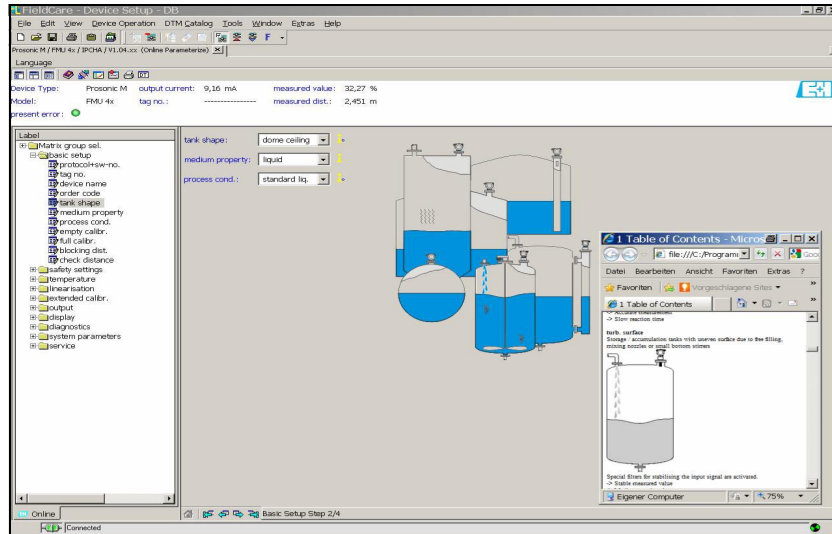 FieldCare - Device Setup - DB
File Edit View Device Operation DTM Catalog Tools Window Extras Help
Prosonic M / FMU 4x / IPCHA / V1.04.xx (Online Parameterize)
Language
Device Type: Prosonic M output current: 9,16 mA measured value: 32,27 %
Model: FMU 4x tag no.: ---------------- measured dist.: 2,451 m
present error:
E+H
Label
Matrix group sel.
basic setup
protocol+sw-no.
tag no.
device name
order code
tank shape
medium property
process cond.
empty calibr.
full calibr.
blocking dist.
check distance
safety settings
temperature
linearisation
extended calibr.
output
display
diagnostics
system parameters
service
tank shape: dome ceiling
medium property: liquid
process cond.: standard liq.
1 Table of Contents - Micros
file:///C:/Programi Goo
Datei Bearbeiten Ansicht Favoriten Extras ?
Favoriten Vorgeschlagene Sites
1 Table of Contents
-> Slow reaction time
turb. surface
Storage / accumulation tanks with uneven surface due to free filling,
mixing nozzles or small bottom stirrers
Special filters for stabilising the input signal are activated.
-> Stable measured value
Eigener Computer 75%
Online
Basic Setup Step 2/4
Connected